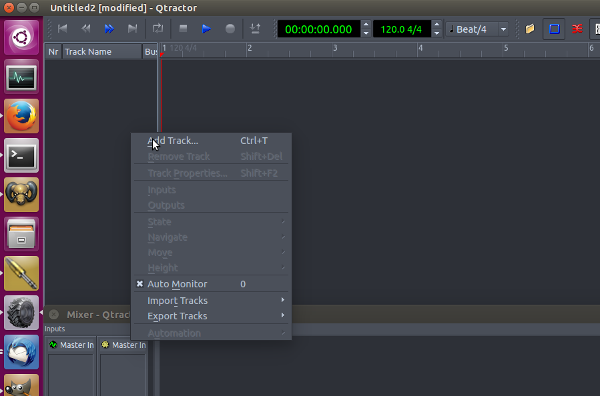 Untitled2 [modified] - Qtractor
00:00:00.000
120.0 4/4
Beat/4
Nr Track Name Bus
1 120 4/4 2 3 4 5 6
Add Track... Ctrl+T
Remove Track Shift+Del
Track Properties... Shift+F2
Inputs
Outputs
State
Navigate
Move
Height
Auto Monitor 0
Import Tracks
Export Tracks
Automation
Mixer - Qtrac
Inputs
Master In Master In